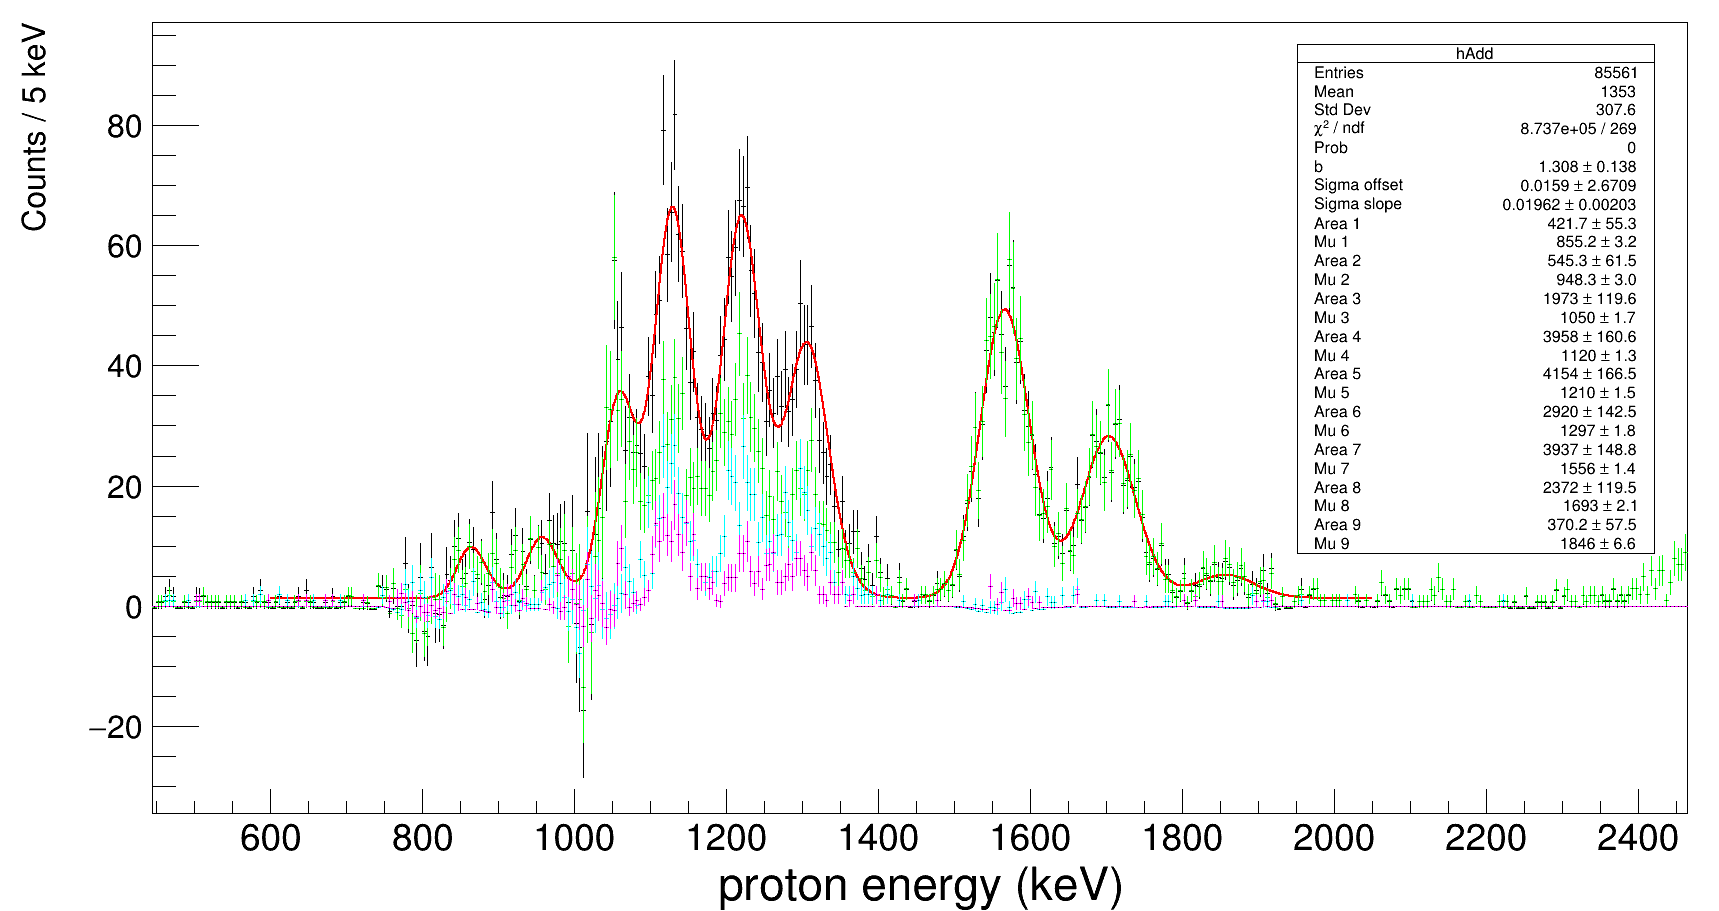 Counts / 5 keV
80
60
40
20
0
−20
600 800 1000 1200 1400 1600 1800 2000 2200 2400
proton energy (keV)
hAdd
Entries 85561
Mean 1353
Std Dev 307.6
χ² / ndf 8.737e+05 / 269
Prob 0
b 1.308 ± 0.138
Sigma offset 0.0159 ± 2.6709
Sigma slope 0.01962 ± 0.00203
Area 1 421.7 ± 55.3
Mu 1 855.2 ± 3.2
Area 2 545.3 ± 61.5
Mu 2 948.3 ± 3.0
Area 3 1973 ± 119.6
Mu 3 1050 ± 1.7
Area 4 3958 ± 160.6
Mu 4 1120 ± 1.3
Area 5 4154 ± 166.5
Mu 5 1210 ± 1.5
Area 6 2920 ± 142.5
Mu 6 1297 ± 1.8
Area 7 3937 ± 148.8
Mu 7 1556 ± 1.4
Area 8 2372 ± 119.5
Mu 8 1693 ± 2.1
Area 9 370.2 ± 57.5
Mu 9 1846 ± 6.6